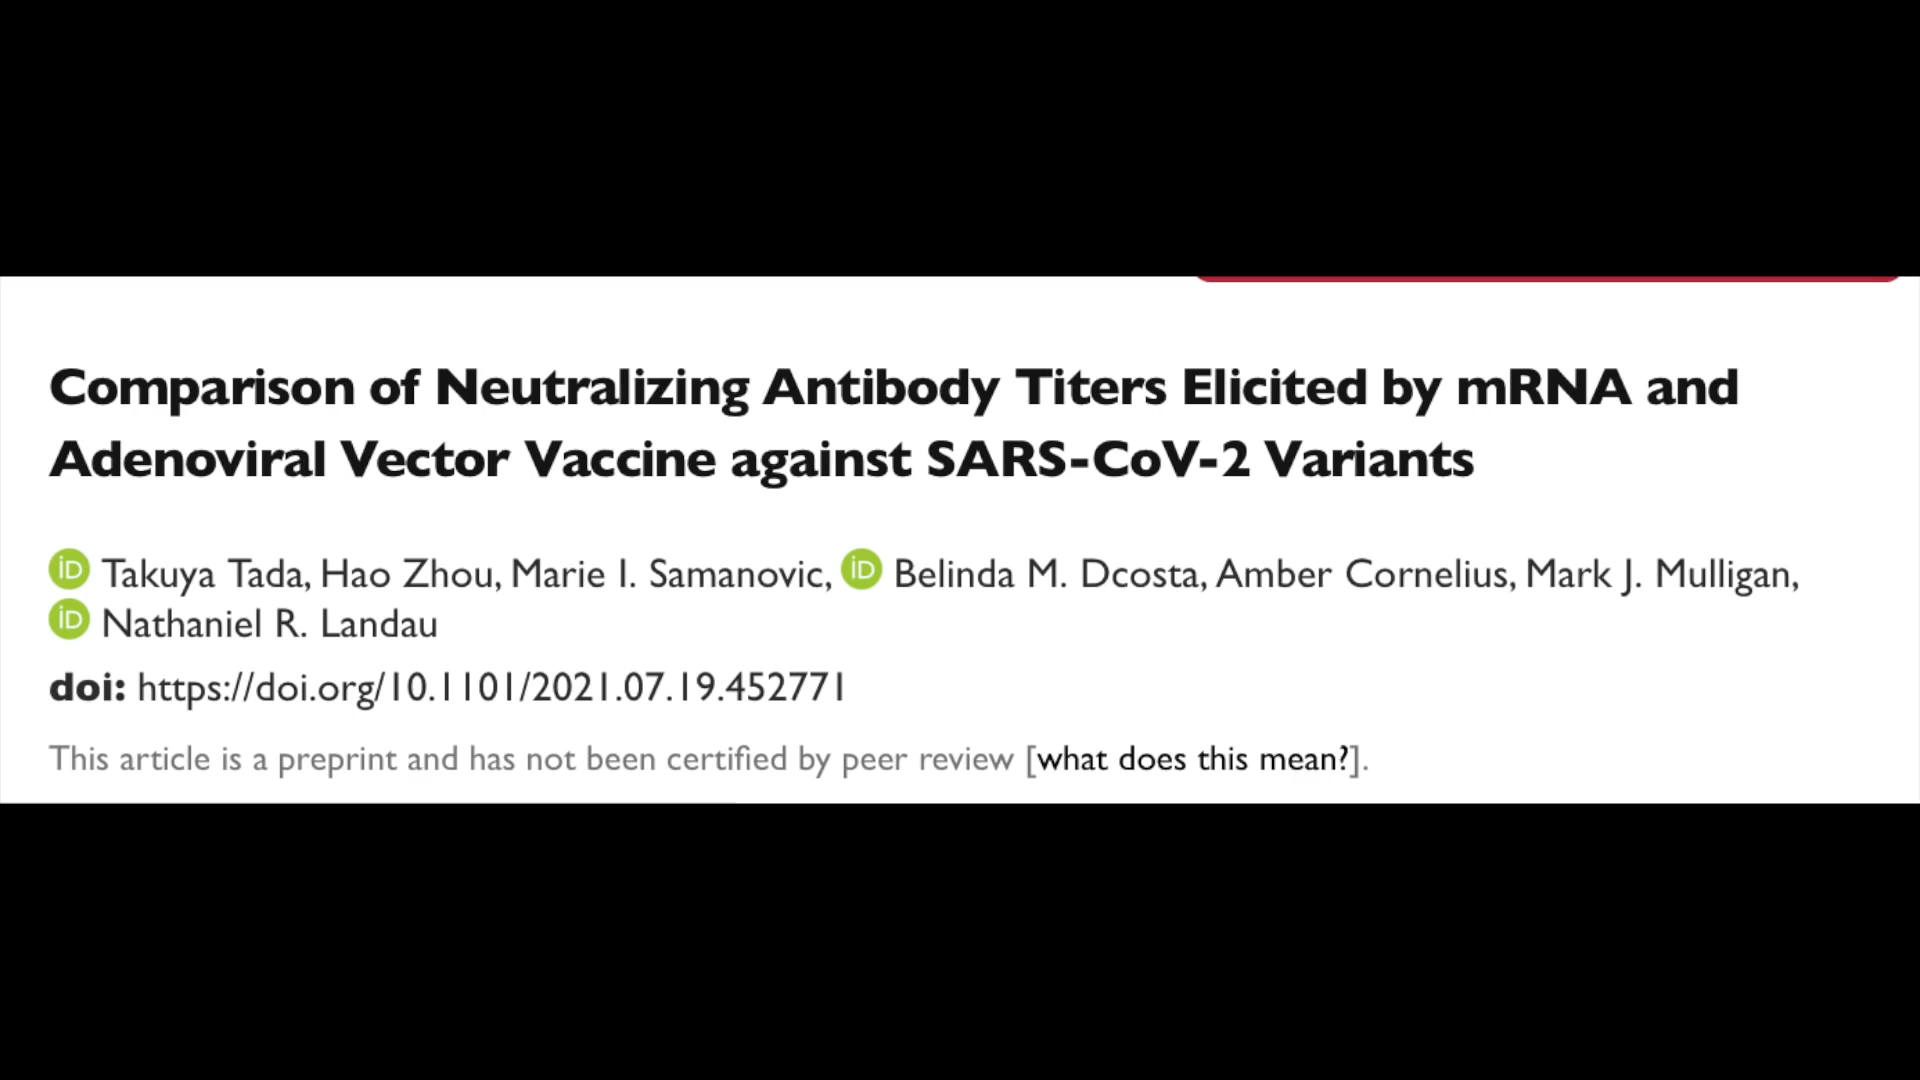 Comparison of Neutralizing Antibody Titers Elicited by mRNA and
Adenoviral Vector Vaccine against SARS-CoV-2 Variants
iD Takuya Tada, Hao Zhou, Marie I. Samanovic, iD Belinda M. Dcosta, Amber Cornelius, Mark J. Mulligan,
iD Nathaniel R. Landau
doi: https://doi.org/10.1101/2021.07.19.452771
This article is a preprint and has not been certified by peer review [what does this mean?].